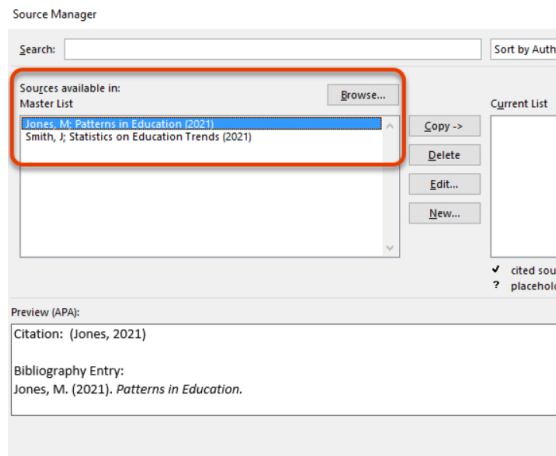 Source Manager
Search:
Sort by Auth
Sources available in:
Master List
Browse...
Current List
Jones, M; Patterns in Education (2021)
Smith, J; Statistics on Education Trends (2021)
Copy ->
Delete
Edit...
New...
✓ cited sou
? placehol
Preview (APA):
Citation: (Jones, 2021)
Bibliography Entry:
Jones, M. (2021). Patterns in Education.